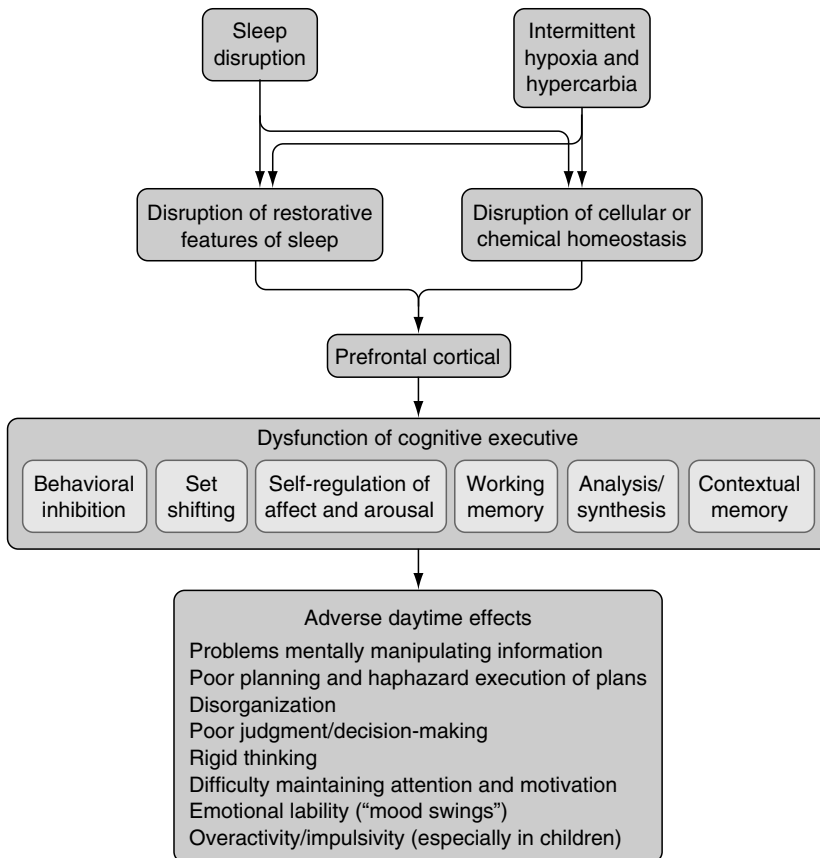 Sleep
disruption
Intermittent
hypoxia and
hypercarbia
Disruption of restorative
features of sleep
Disruption of cellular or
chemical homeostasis
Prefrontal cortical
Dysfunction of cognitive executive
Behavioral
inhibition
Set
shifting
Self-regulation of
affect and arousal
Working
memory
Analysis/
synthesis
Contextual
memory
Adverse daytime effects
Problems mentally manipulating information
Poor planning and haphazard execution of plans
Disorganization
Poor judgment/decision-making
Rigid thinking
Difficulty maintaining attention and motivation
Emotional lability (“mood swings”)
Overactivity/impulsivity (especially in children)